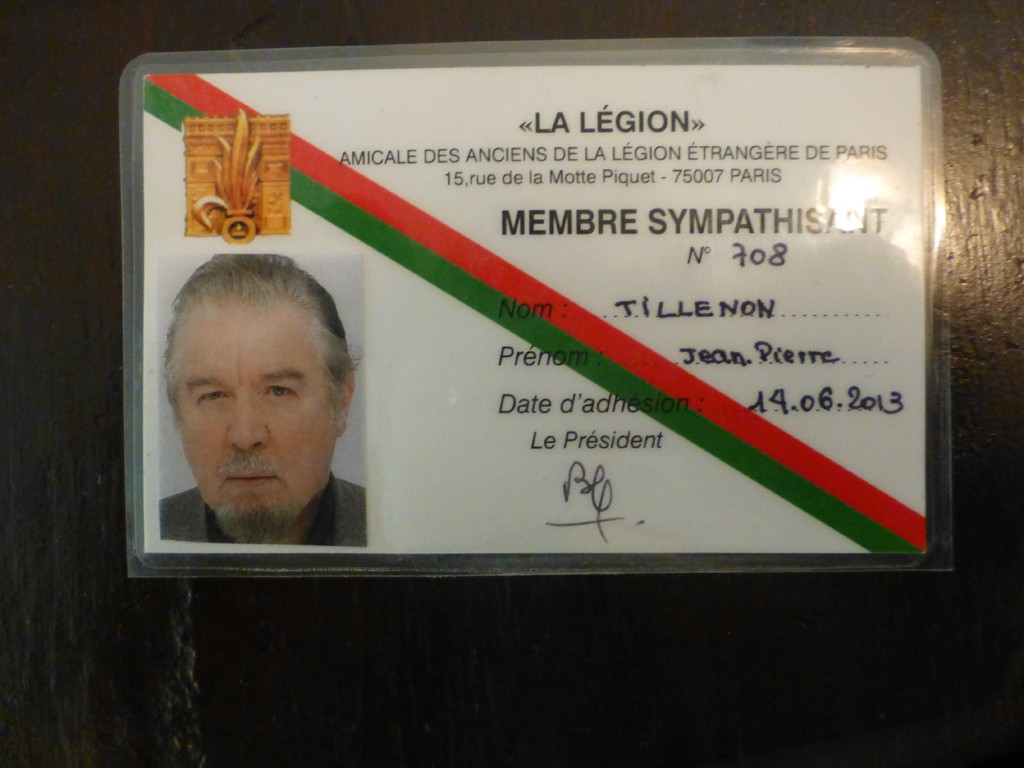 «LA LÉGION»
AMICALE DES ANCIENS DE LA LÉGION ÉTRANGÈRE DE PARIS
15,rue de la Motte Piquet - 75007 PARIS
MEMBRE SYMPATHISANT
N° 708
Nom : TILLENON
Prénom : Jean.Pierre
Date d'adhésion : 14.06.2013
Le Président